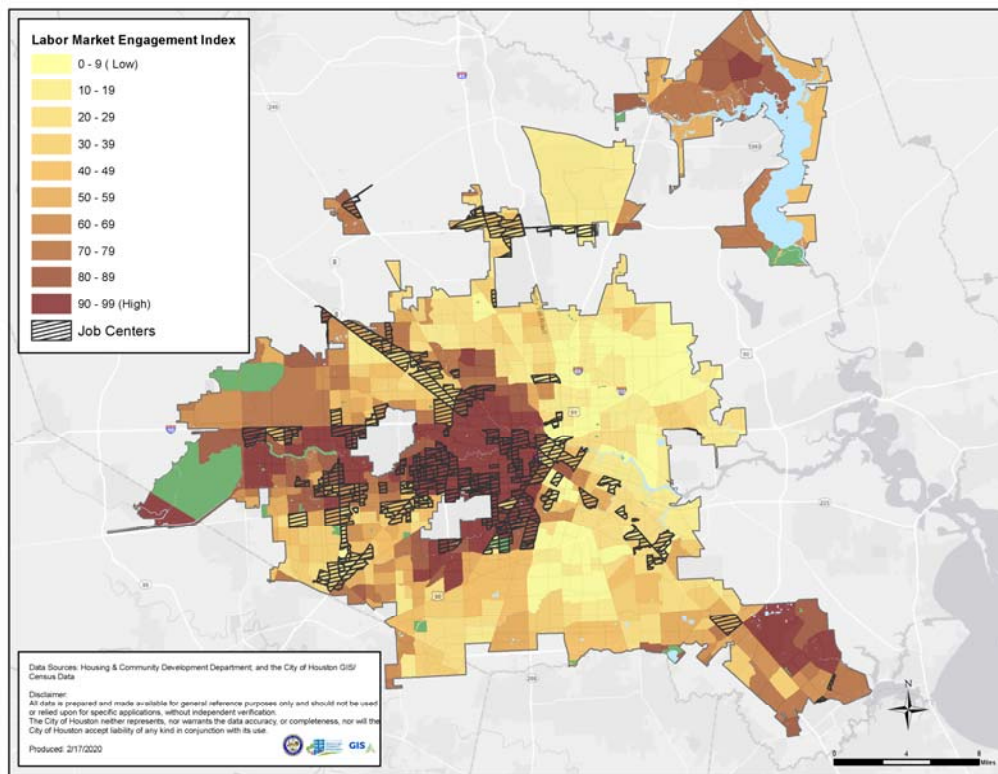 Labor Market Engagement Index
0 - 9 ( Low)
10 - 19
20 - 29
30 - 39
40 - 49
50 - 59
60 - 69
70 - 79
80 - 89
90 - 99 (High)
Job Centers
Data Sources: Housing & Community Development Department; and the City of Houston GIS/
Census Data
Disclaimer:
All data is prepared and made available for general reference purposes only and should not be used
or relied upon for specific applications, without independent verification.
The City of Houston neither represents, nor warrants the data accuracy, or completeness, nor will the
City of Houston accept liability of any kind in conjunction with its use.
Produced: 2/17/2020
GIS
N
0 4 8
Miles
249
90
225